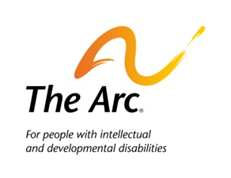 The Arc®
For people with intellectual
and developmental disabilities